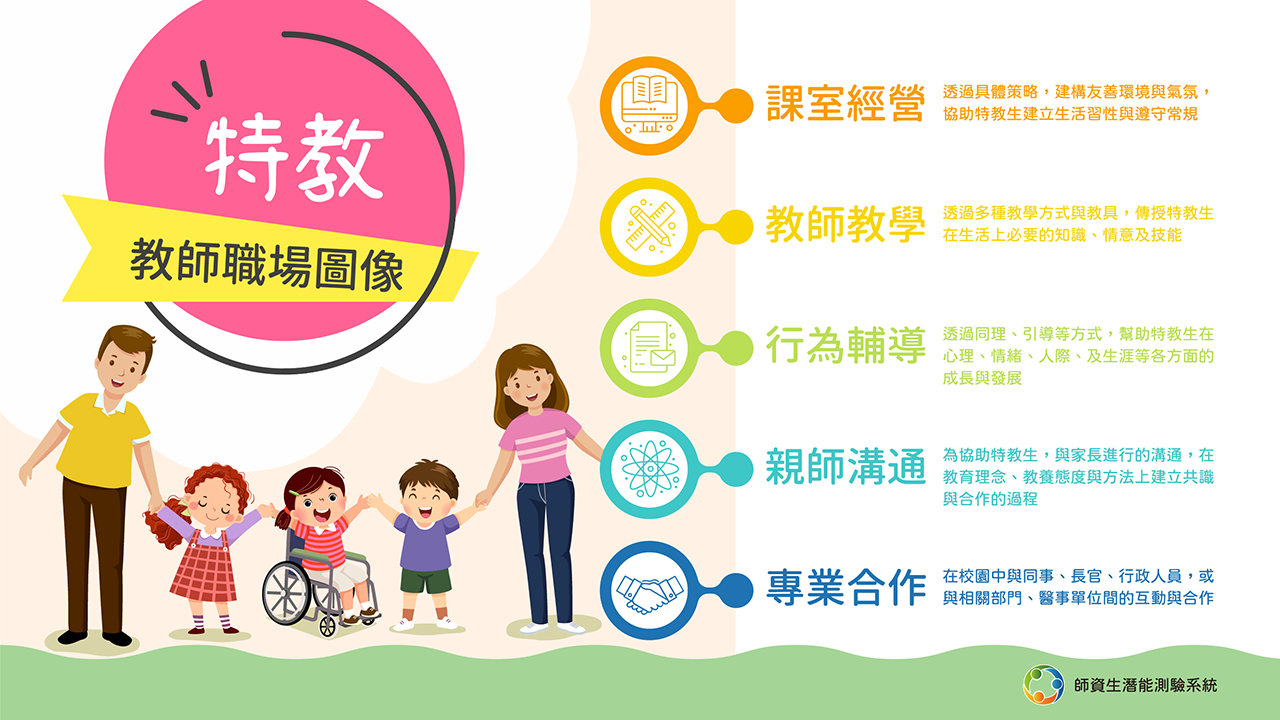 特教
教師職場圖像
課室經營
透過具體策略，建構友善環境與氣氛，
協助特教生建立生活習性與遵守常規
教師教學
透過多種教學方式與教具，傳授特教生
在生活上必要的知識、情意及技能
行為輔導
透過同理、引導等方式，幫助特教生在
心理、情緒、人際、及生涯等各方面的
成長與發展
親師溝通
為協助特教生，與家長進行的溝通，在
教育理念、教養態度與方法上建立共識
與合作的過程
專業合作
在校園中與同事、長官、行政人員，或
與相關部門、醫事單位間的互動與合作
師資生潛能測驗系統